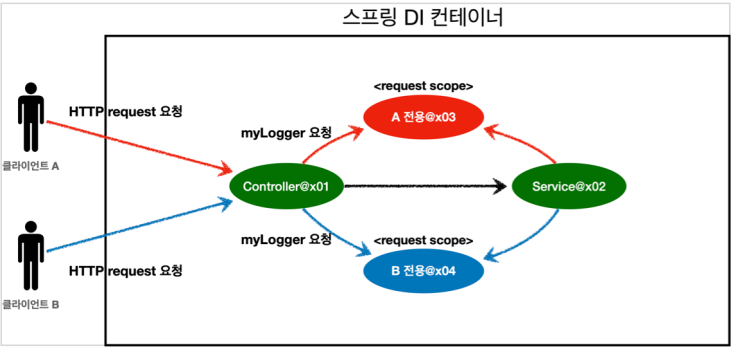 스프링 DI 컨테이너
<request scope>
HTTP request 요청
A 전용@x03
myLogger 요청
클라이언트 A
Controller@x01
Service@x02
myLogger 요청
<request scope>
HTTP request 요청
B 전용@x04
클라이언트 B